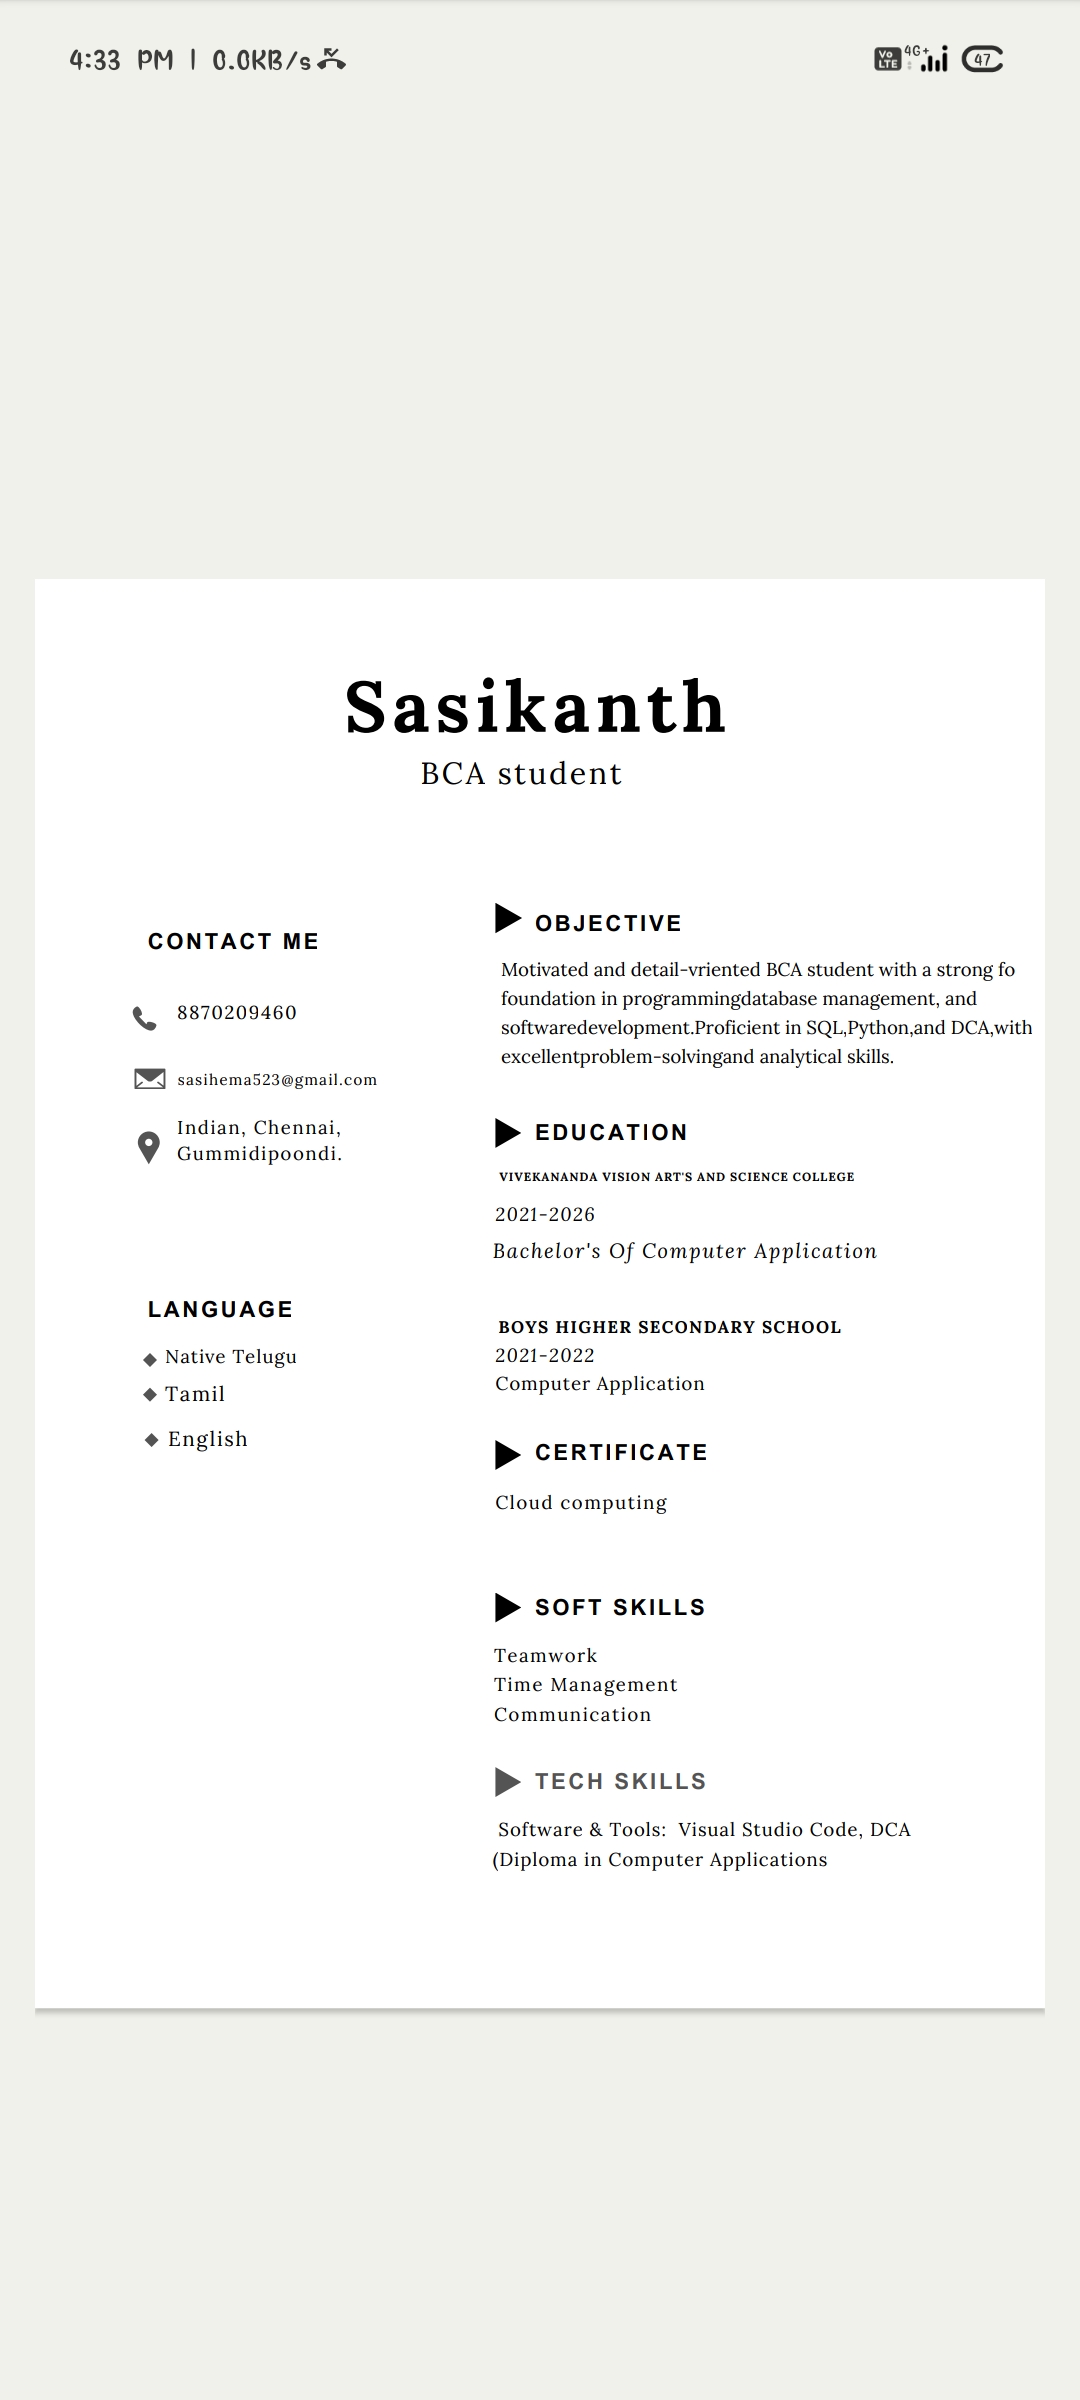 4:33 PM | 0.0KB/s
Vo LTE 4G+ 47
Sasikanth
BCA student
CONTACT ME
8870209460
sasihema523@gmail.com
Indian, Chennai,
Gummidipoondi.
LANGUAGE
Native Telugu
Tamil
English
OBJECTIVE
Motivated and detail-vriented BCA student with a strong fo
foundation in programmingdatabase management, and
softwaredevelopment.Proficient in SQL,Python,and DCA,with
excellentproblem-solvingand analytical skills.
EDUCATION
VIVEKANANDA VISION ART'S AND SCIENCE COLLEGE
2021-2026
Bachelor's Of Computer Application
BOYS HIGHER SECONDARY SCHOOL
2021-2022
Computer Application
CERTIFICATE
Cloud computing
SOFT SKILLS
Teamwork
Time Management
Communication
TECH SKILLS
Software & Tools: Visual Studio Code, DCA
(Diploma in Computer Applications